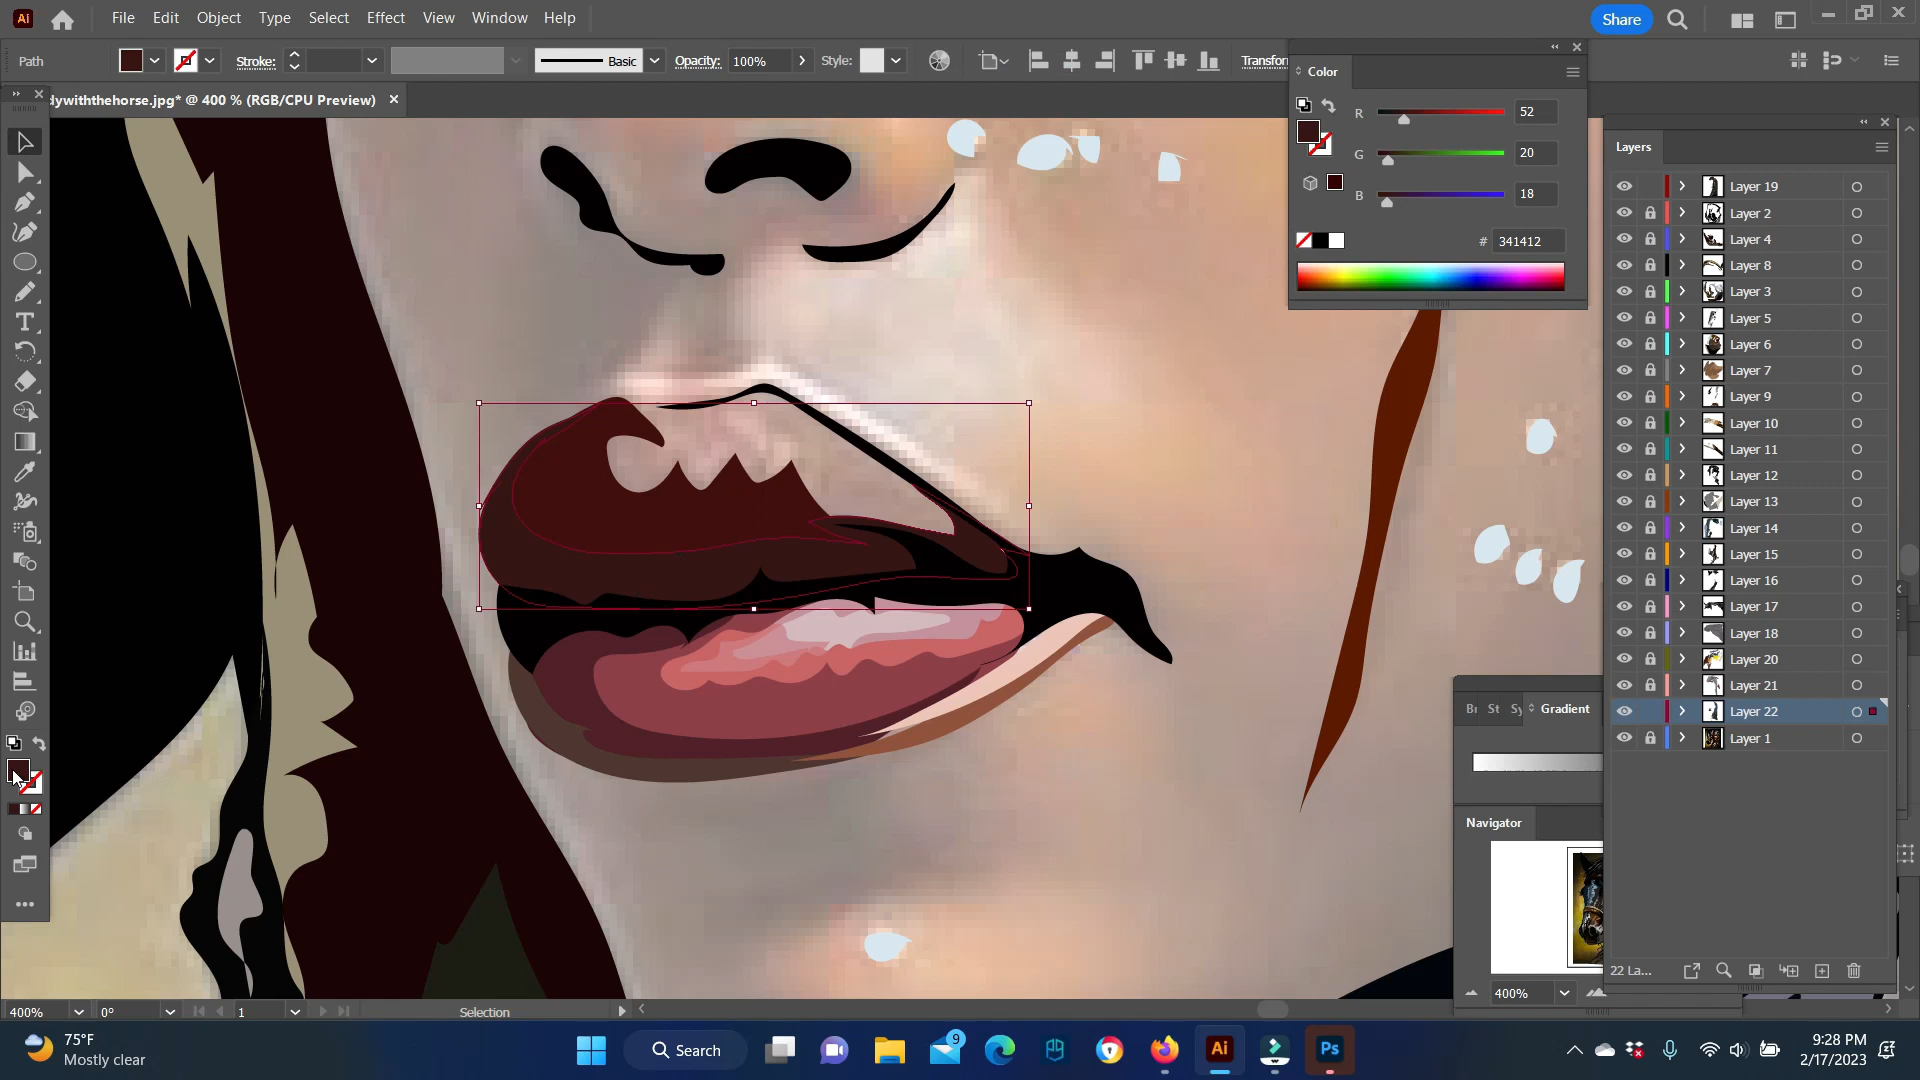 Ai File Edit Object Type Select Effect View Window Help Share
Path Stroke: Basic Opacity: 100% Style: Transform
dywiththehorse.jpg* @ 400 % (RGB/CPU Preview)
Color
R 52
G 20
B 18
# 341412
Layers
Layer 19
Layer 2
Layer 4
Layer 8
Layer 3
Layer 5
Layer 6
Layer 7
Layer 9
Layer 10
Layer 11
Layer 12
Layer 13
Layer 14
Layer 15
Layer 16
Layer 17
Layer 18
Layer 20
Layer 21
Layer 22
Layer 1
22 La...
Br St Sy Gradient
Navigator
400%
400% 0° 1 Selection
75°F
Mostly clear
Search
9
Ai
Ps
9:28 PM
2/17/2023